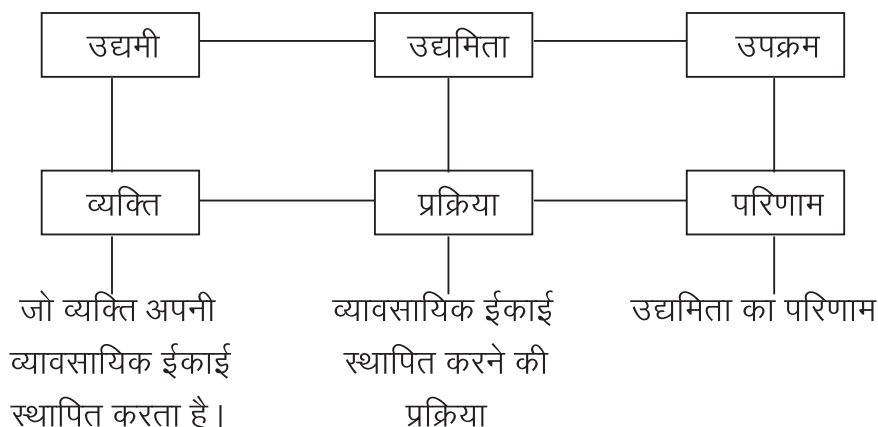 उद्यमी उद्यमिता उपक्रम
व्यक्ति प्रक्रिया परिणाम
जो व्यक्ति अपनी
व्यावसायिक ईकाई
स्थापित करता है।
व्यावसायिक ईकाई
स्थापित करने की
प्रक्रिया
उद्यमिता का परिणाम